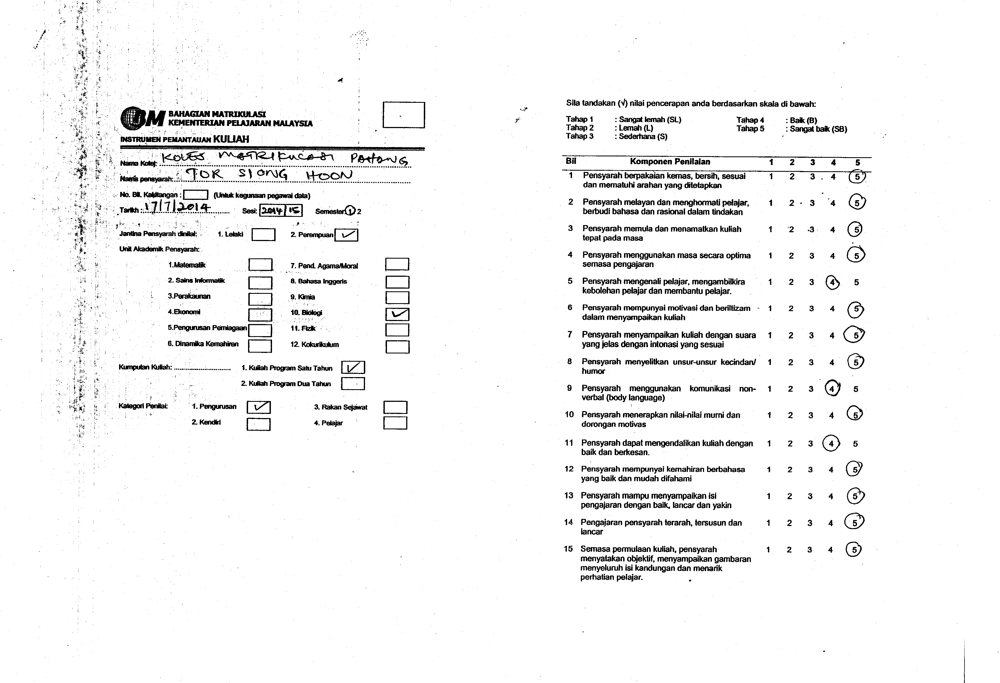 BM BAHAGIAN MATRIKULASI
KEMENTERIAN PELAJARAN MALAYSIA
INSTRUMEN PEMANTAUAN KULIAH
Nama Kolej: KOLEJ MATRIKULASI PAHANG
Nama pensyarah: TOR SIONG HOON
No. Bil. Kakitangan : (Untuk kegunaan pegawai data)
Tarikh : 17/7/2014 Sesi: 2014/15 Semester: 1 2
Jantina Pensyarah dinilai: 1. Lelaki 2. Perempuan ✓
Unit Akademik Pensyarah:
1.Matematik 7. Pend. Agama/Moral
2. Sains Informatik 8. Bahasa Inggeris
3.Perakaunan 9. Kimia
4.Ekonomi 10. Biologi ✓
5.Pengurusan Perniagaan 11. Fizik
6. Dinamika Kemahiran 12. Kokurikulum
Kumpulan Kuliah: 1. Kuliah Program Satu Tahun ✓
2. Kuliah Program Dua Tahun
Kategori Penilai: 1. Pengurusan ✓ 3. Rakan Sejawat
2. Kendiri 4. Pelajar
Sila tandakan (√) nilai pencerapan anda berdasarkan skala di bawah:
Tahap 1 : Sangat lemah (SL) Tahap 4 : Baik (B)
Tahap 2 : Lemah (L) Tahap 5 : Sangat baik (SB)
Tahap 3 : Sederhana (S)
Bil Komponen Penilaian 1 2 3 4 5
1 Pensyarah berpakaian kemas, bersih, sesuai 1 2 3 4 5
dan mematuhi arahan yang ditetapkan
2 Pensyarah melayan dan menghormati pelajar, 1 2 3 4 5
berbudi bahasa dan rasional dalam tindakan
3 Pensyarah memula dan menamatkan kuliah 1 2 3 4 5
tepat pada masa
4 Pensyarah menggunakan masa secara optima 1 2 3 4 5
semasa pengajaran
5 Pensyarah mengenali pelajar, mengambilkira 1 2 3 4 5
kebolehan pelajar dan membantu pelajar.
6 Pensyarah mempunyai motivasi dan beriltizam 1 2 3 4 5
dalam menyampaikan kuliah
7 Pensyarah menyampaikan kuliah dengan suara 1 2 3 4 5
yang jelas dengan intonasi yang sesuai
8 Pensyarah menyelitkan unsur-unsur kecindan/ 1 2 3 4 5
humor
9 Pensyarah menggunakan komunikasi non- 1 2 3 4 5
verbal (body language)
10 Pensyarah menerapkan nilai-nilai murni dan 1 2 3 4 5
dorongan motivas
11 Pensyarah dapat mengendalikan kuliah dengan 1 2 3 4 5
baik dan berkesan.
12 Pensyarah mempunyai kemahiran berbahasa 1 2 3 4 5
yang baik dan mudah difahami
13 Pensyarah mampu menyampaikan isi 1 2 3 4 5
pengajaran dengan baik, lancar dan yakin
14 Pengajaran pensyarah terarah, tersusun dan 1 2 3 4 5
lancar
15 Semasa permulaan kuliah, pensyarah 1 2 3 4 5
menyatakan objektif, menyampaikan gambaran
menyeluruh isi kandungan dan menarik
perhatian pelajar.